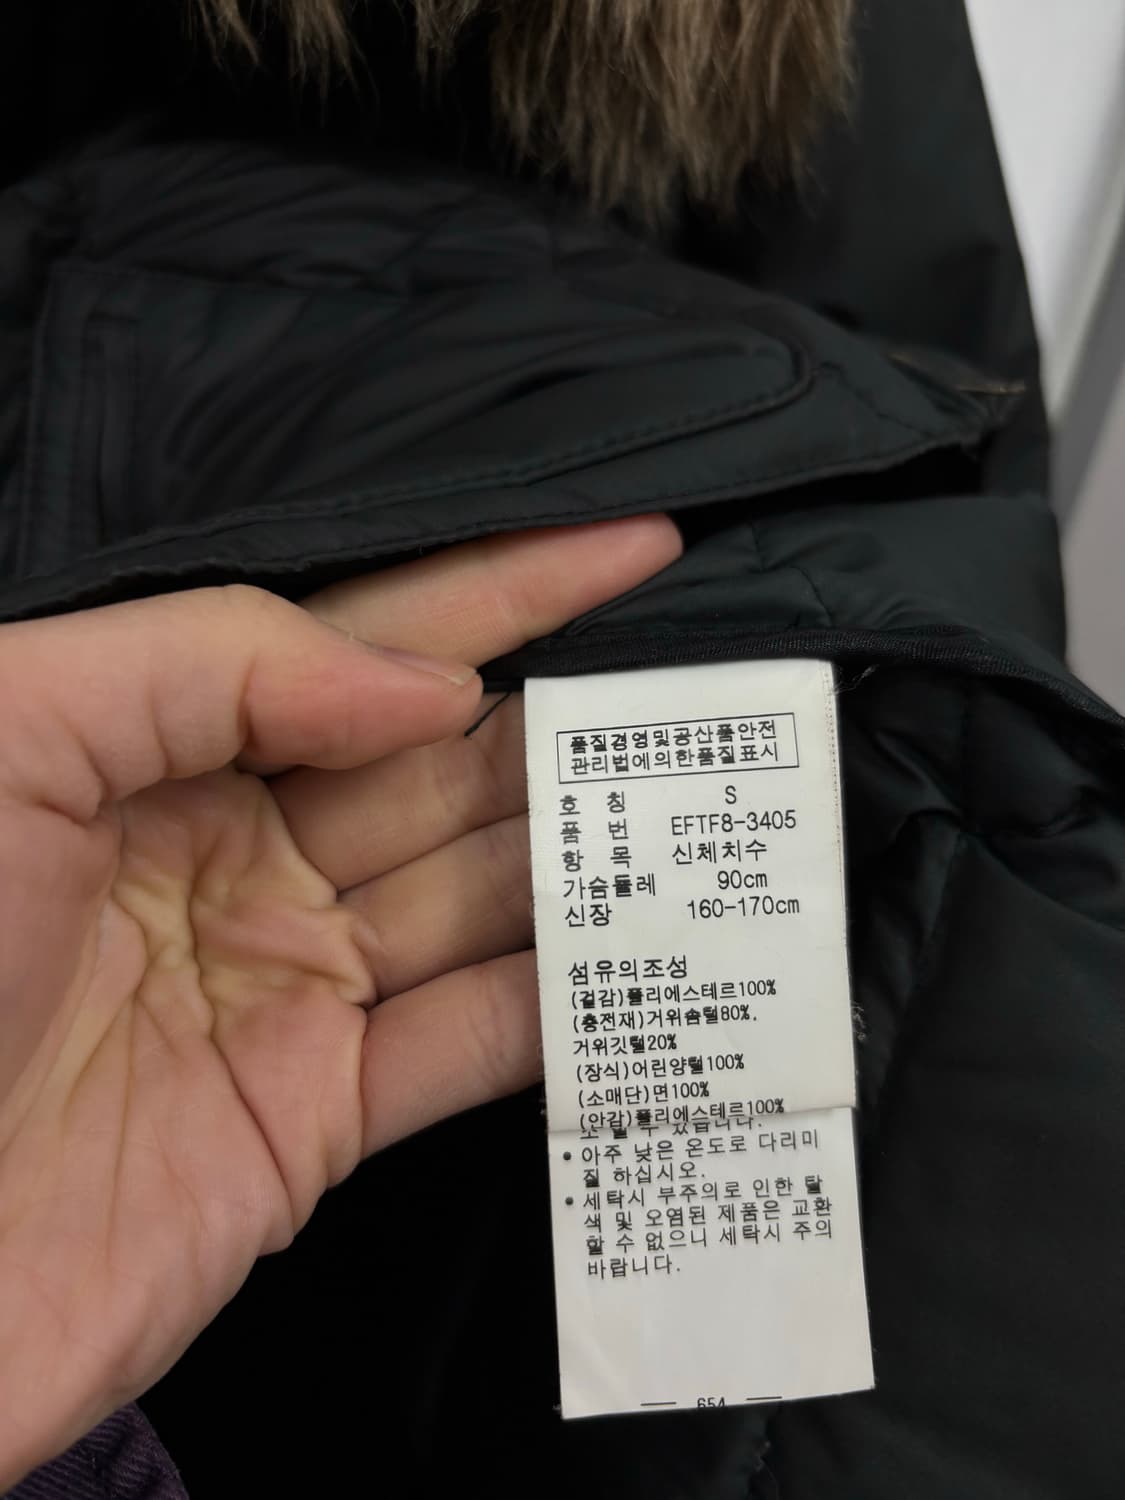 품질경영및공산품안전
관리법에의한품질표시
호 칭 S
품 번 EFTF8-3405
항 목 신체치수
가슴둘레 90cm
신장 160-170cm
섬유의조성
(겉감)폴리에스테르100%
(충전재)거위솜털80%,
거위깃털20%
(장식)어린양털100%
(소매단)면100%
(안감)폴리에스테르100%
수 있습니다.
• 아주 낮은 온도로 다리미
질 하십시오.
• 세탁시 부주의로 인한 탈
색 및 오염된 제품은 교환
할 수 없으니 세탁시 주의
바랍니다.
654